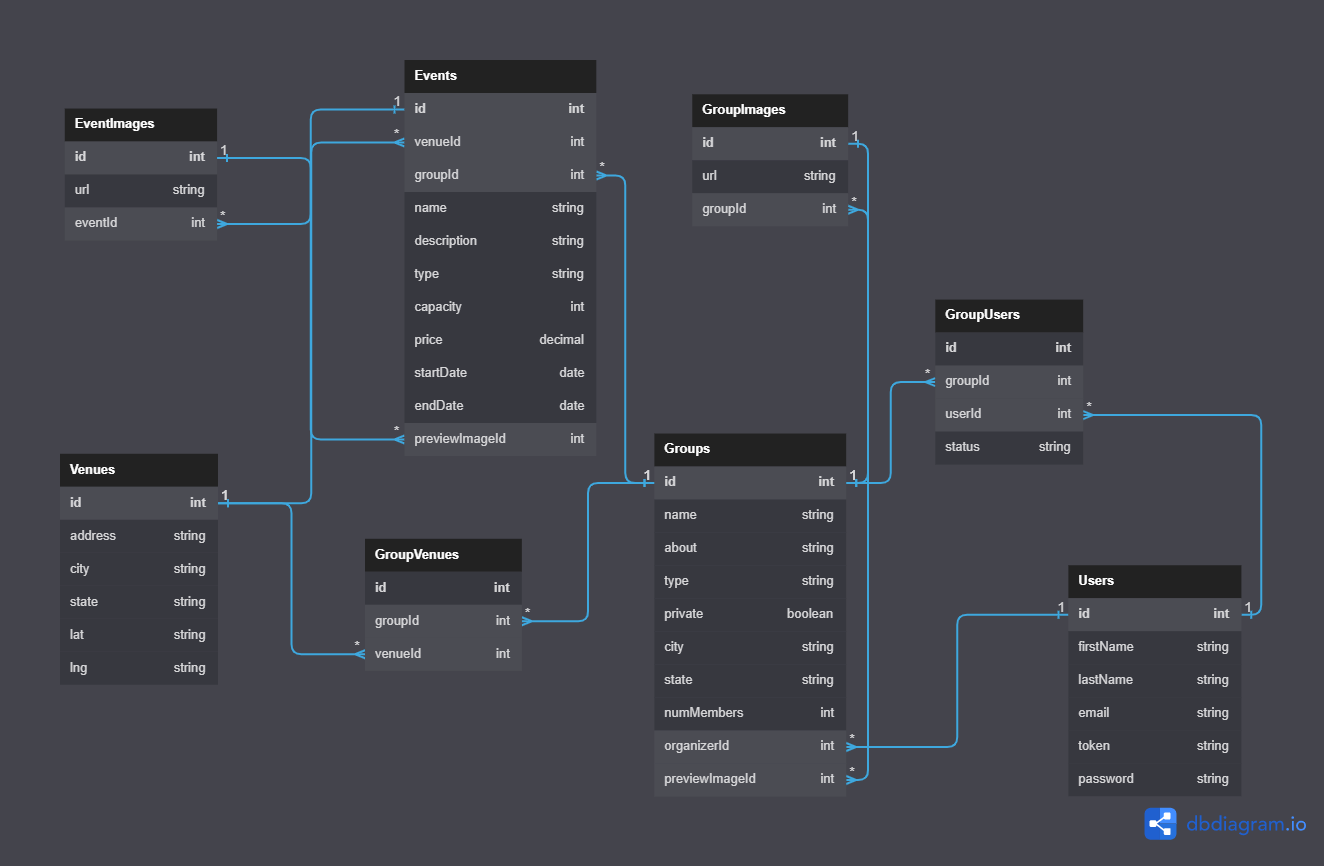 EventImages
id int 1
url string
eventId int *
Events
1 id int
* venueId int
groupId int *
name string
description string
type string
capacity int
price decimal
startDate date
endDate date
* previewImageId int
GroupImages
id int 1
url string
groupId int *
GroupUsers
id int
* groupId int
userId int *
status string
Venues
id int 1
address string
city string
state string
lat string
lng string
GroupVenues
id int
groupId int *
* venueId int
Groups
1 id int 1
name string
about string
type string
private boolean
city string
state string
numMembers int
organizerId int *
previewImageId int *
Users
1 id int 1
firstName string
lastName string
email string
token string
password string
dbdiagram.io